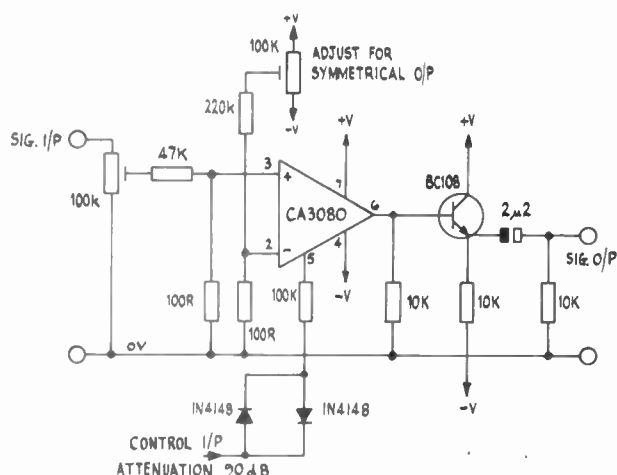 +V
100K
ADJUST FOR
SYMMETRICAL O/P
-V
220K
+V
+V
SIG. I/P
47K
3
+
7
BC108
2µ2
100k
CA3080
6
2
-
4
5
SIG. O/P
-V
100K
100R
100R
10K
10K
10K
0V
-V
IN4148
IN4148
CONTROL I/P
ATTENUATION 90dB